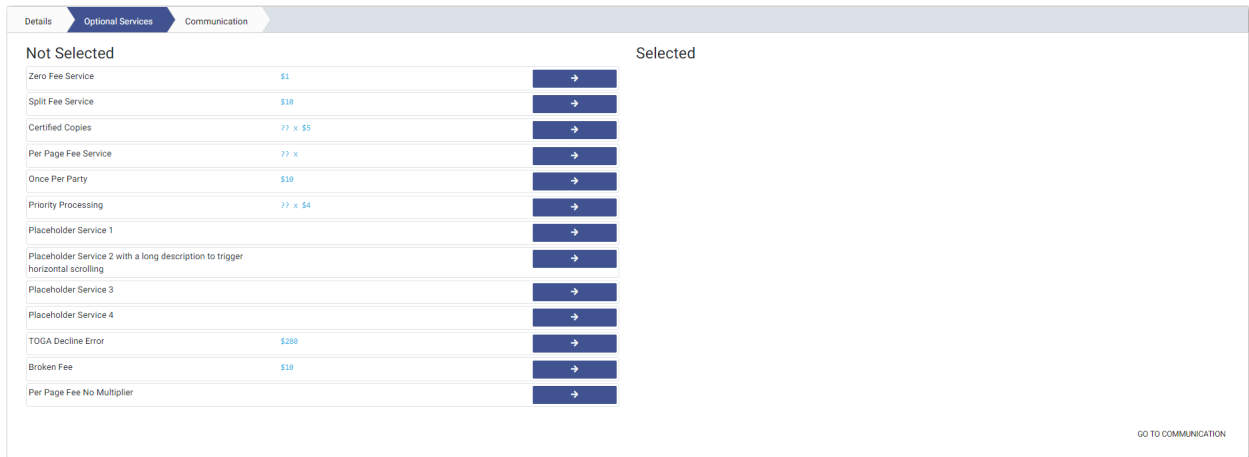 Details
Optional Services
Communication
Not Selected
Selected
Zero Fee Service $1
Split Fee Service $10
Certified Copies ?? x $5
Per Page Fee Service ?? x
Once Per Party $10
Priority Processing ?? x $4
Placeholder Service 1
Placeholder Service 2 with a long description to trigger
horizontal scrolling
Placeholder Service 3
Placeholder Service 4
TOGA Decline Error $280
Broken Fee $10
Per Page Fee No Multiplier
GO TO COMMUNICATION